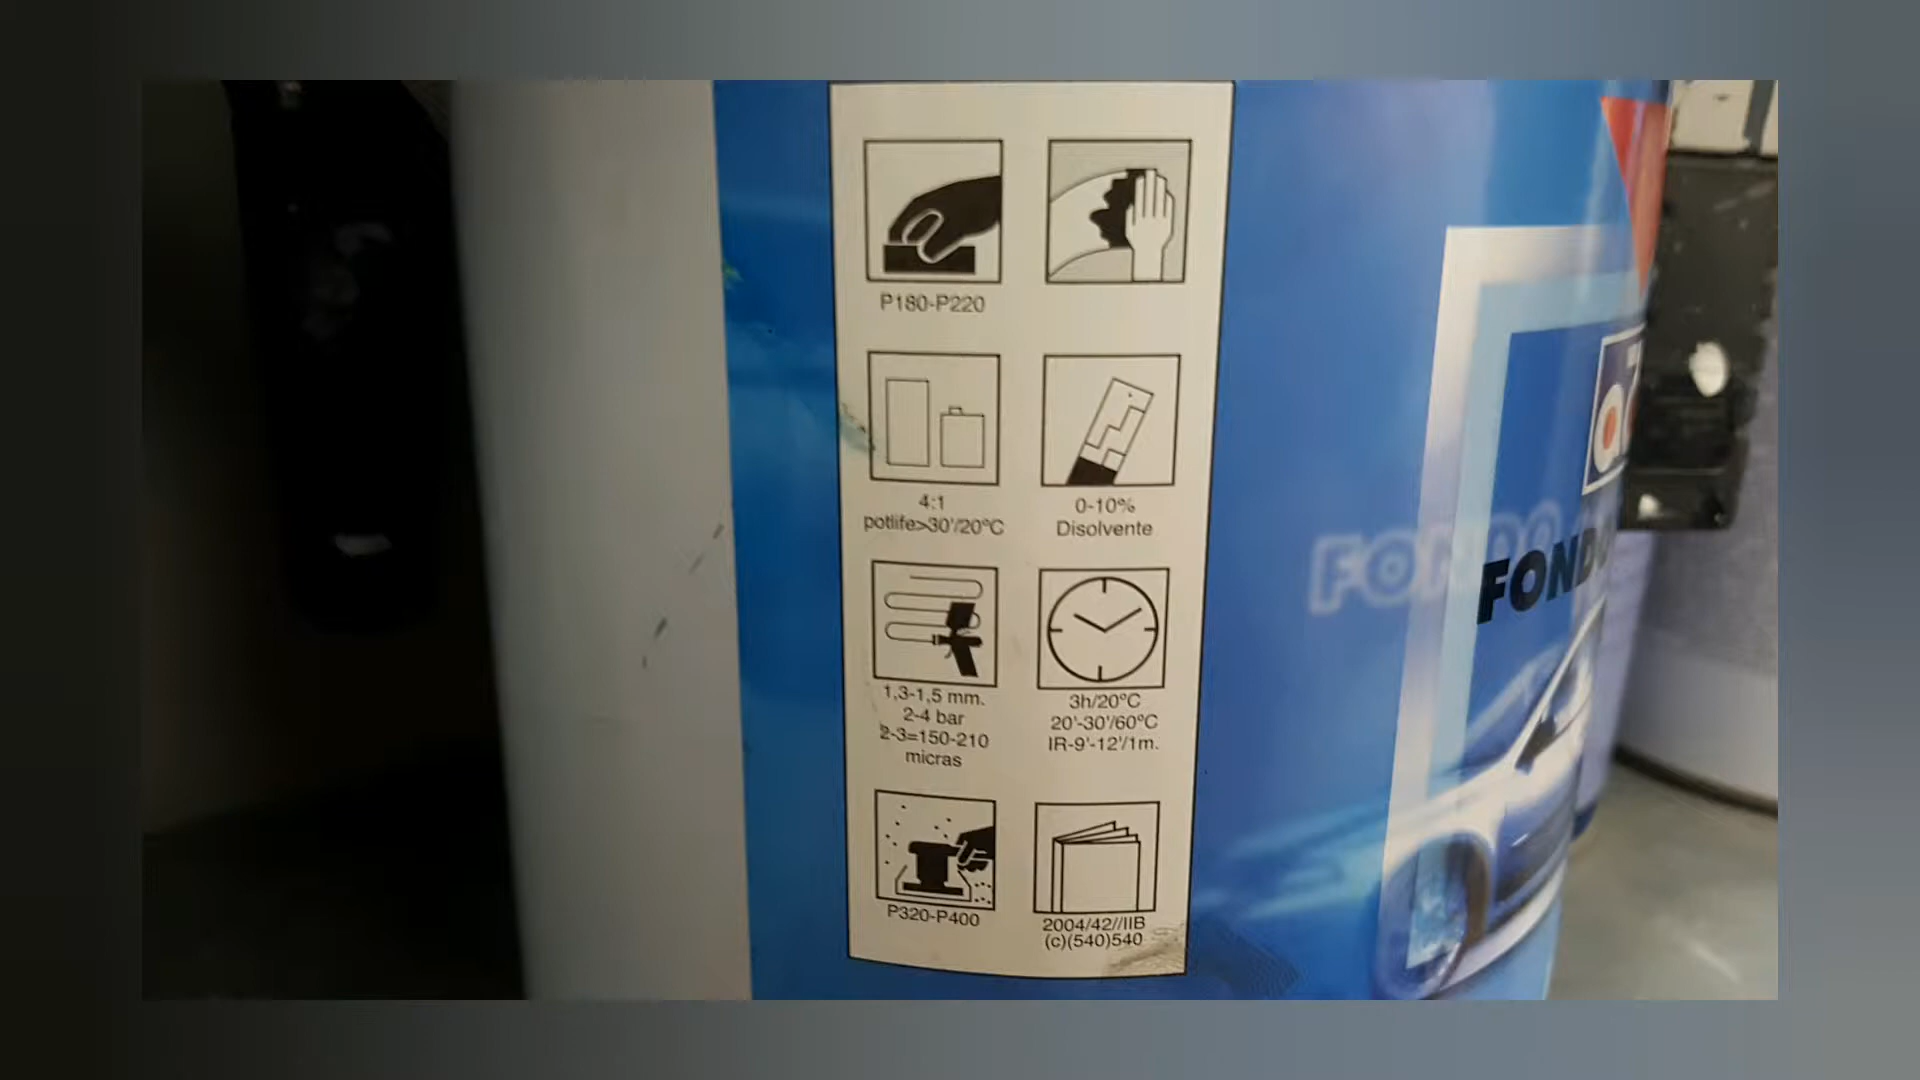 P180-P220
4:1
potlife>30'/20ºC
0-10%
Disolvente
1,3-1,5 mm.
2-4 bar
2-3=150-210
micras
3h/20ºC
20'-30'/60ºC
IR-9'-12'/1m.
P320-P400
2004/42//IIB
(c)(540)540
FONDO
FONDO